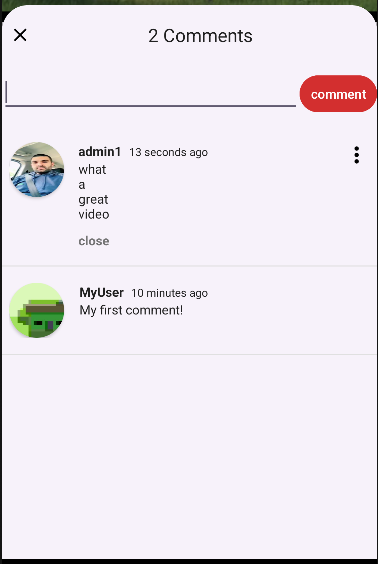 2 Comments
comment
admin1 13 seconds ago
what
a
great
video
close
MyUser 10 minutes ago
My first comment!